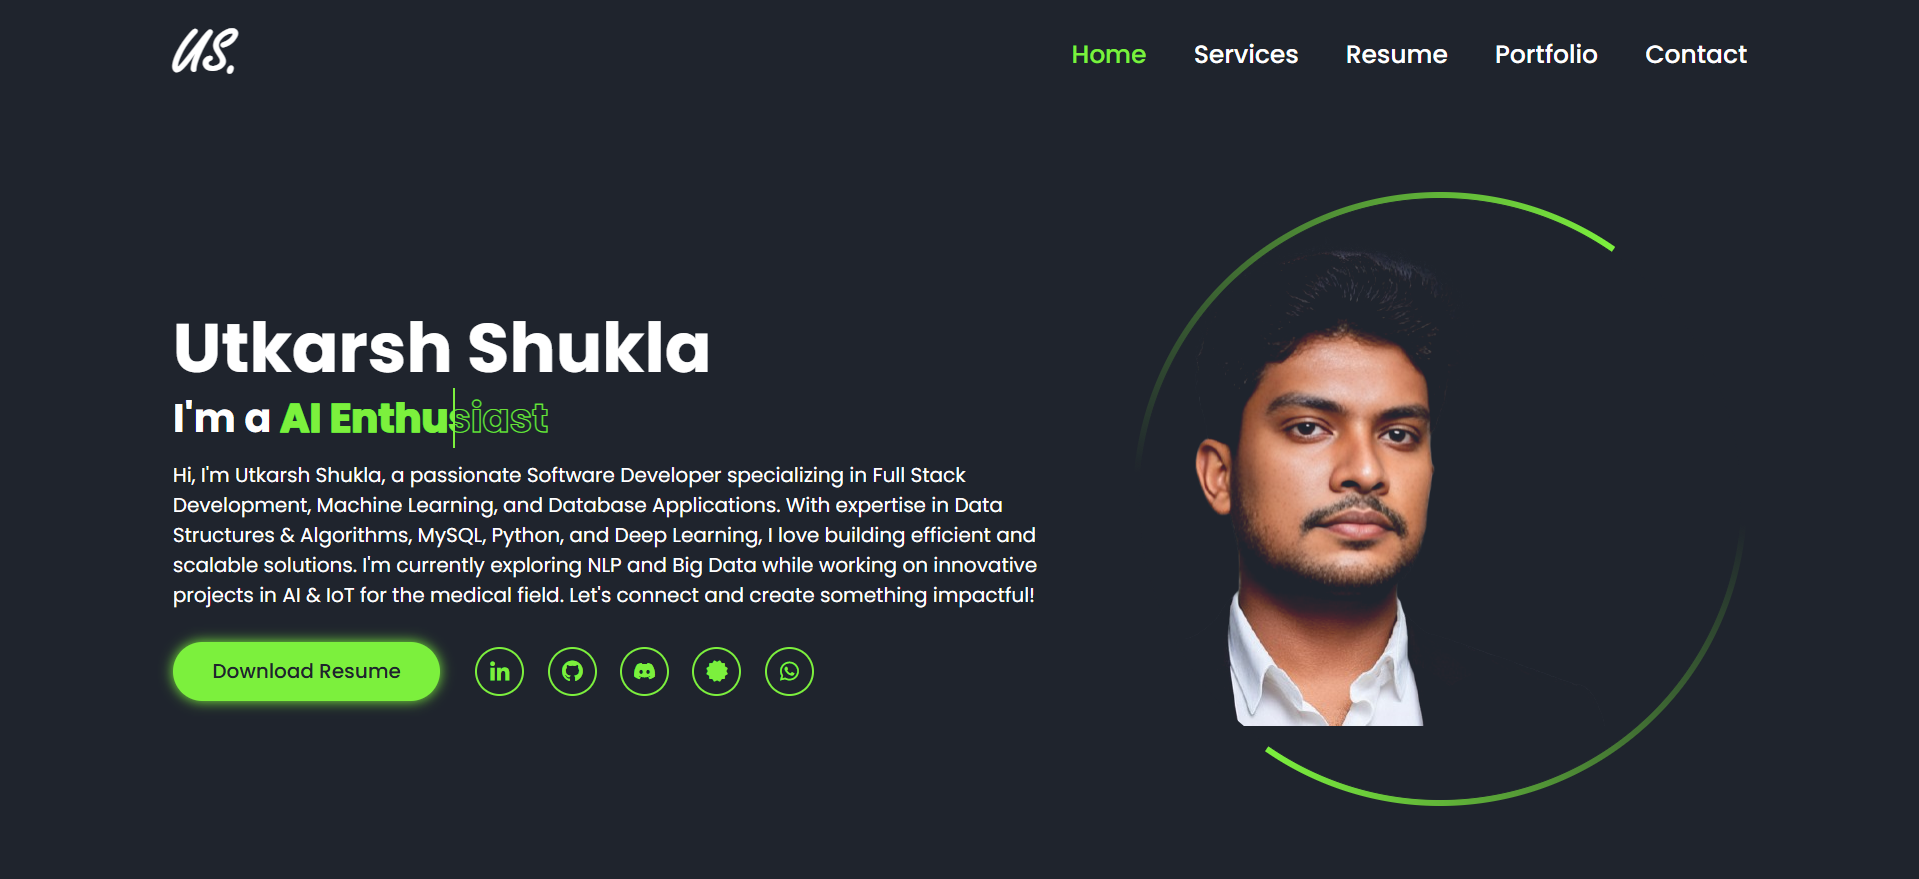 US.
Home Services Resume Portfolio Contact
Utkarsh Shukla
I'm a AI Enthusiast
Hi, I'm Utkarsh Shukla, a passionate Software Developer specializing in Full Stack
Development, Machine Learning, and Database Applications. With expertise in Data
Structures & Algorithms, MySQL, Python, and Deep Learning, I love building efficient and
scalable solutions. I'm currently exploring NLP and Big Data while working on innovative
projects in AI & IoT for the medical field. Let's connect and create something impactful!
Download Resume in